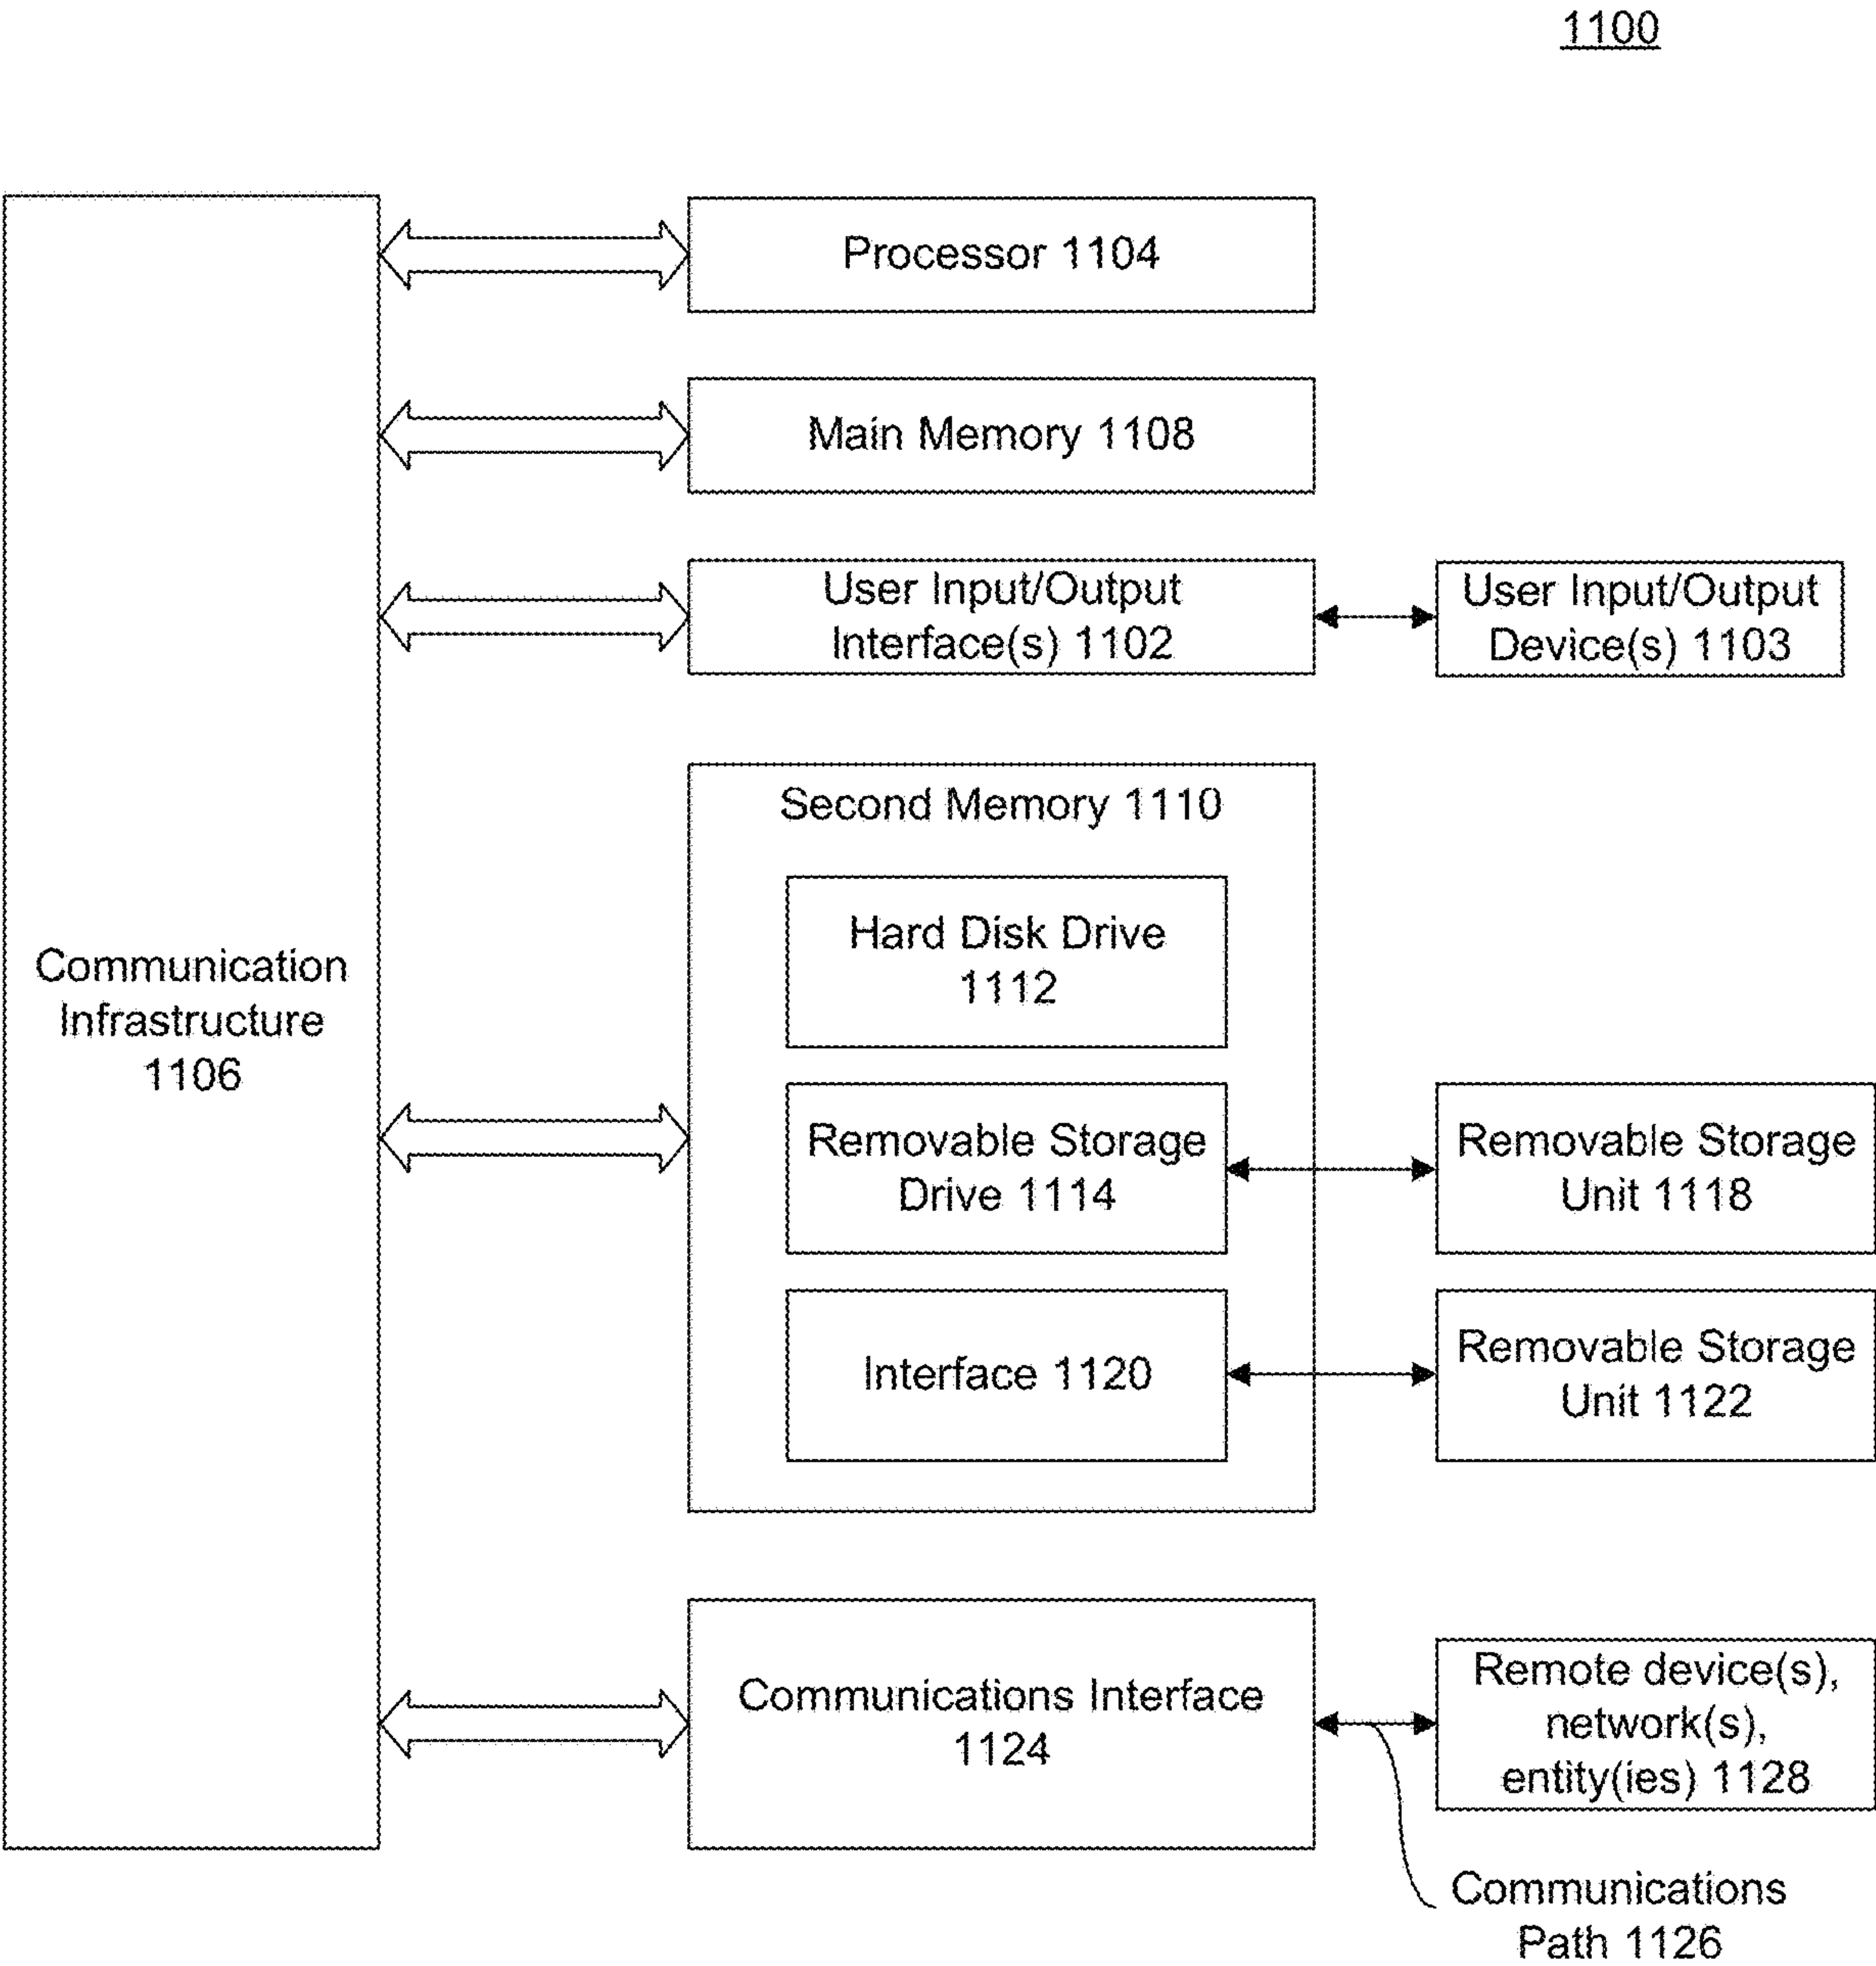 1100
Processor 1104
Main Memory 1108
User Input/Output
Interface(s) 1102
User Input/Output
Device(s) 1103
Second Memory 1110
Hard Disk Drive
1112
Communication
Infrastructure
1106
Removable Storage
Drive 1114
Removable Storage
Unit 1118
Interface 1120
Removable Storage
Unit 1122
Communications Interface
1124
Remote device(s),
network(s),
entity(ies) 1128
Communications
Path 1126